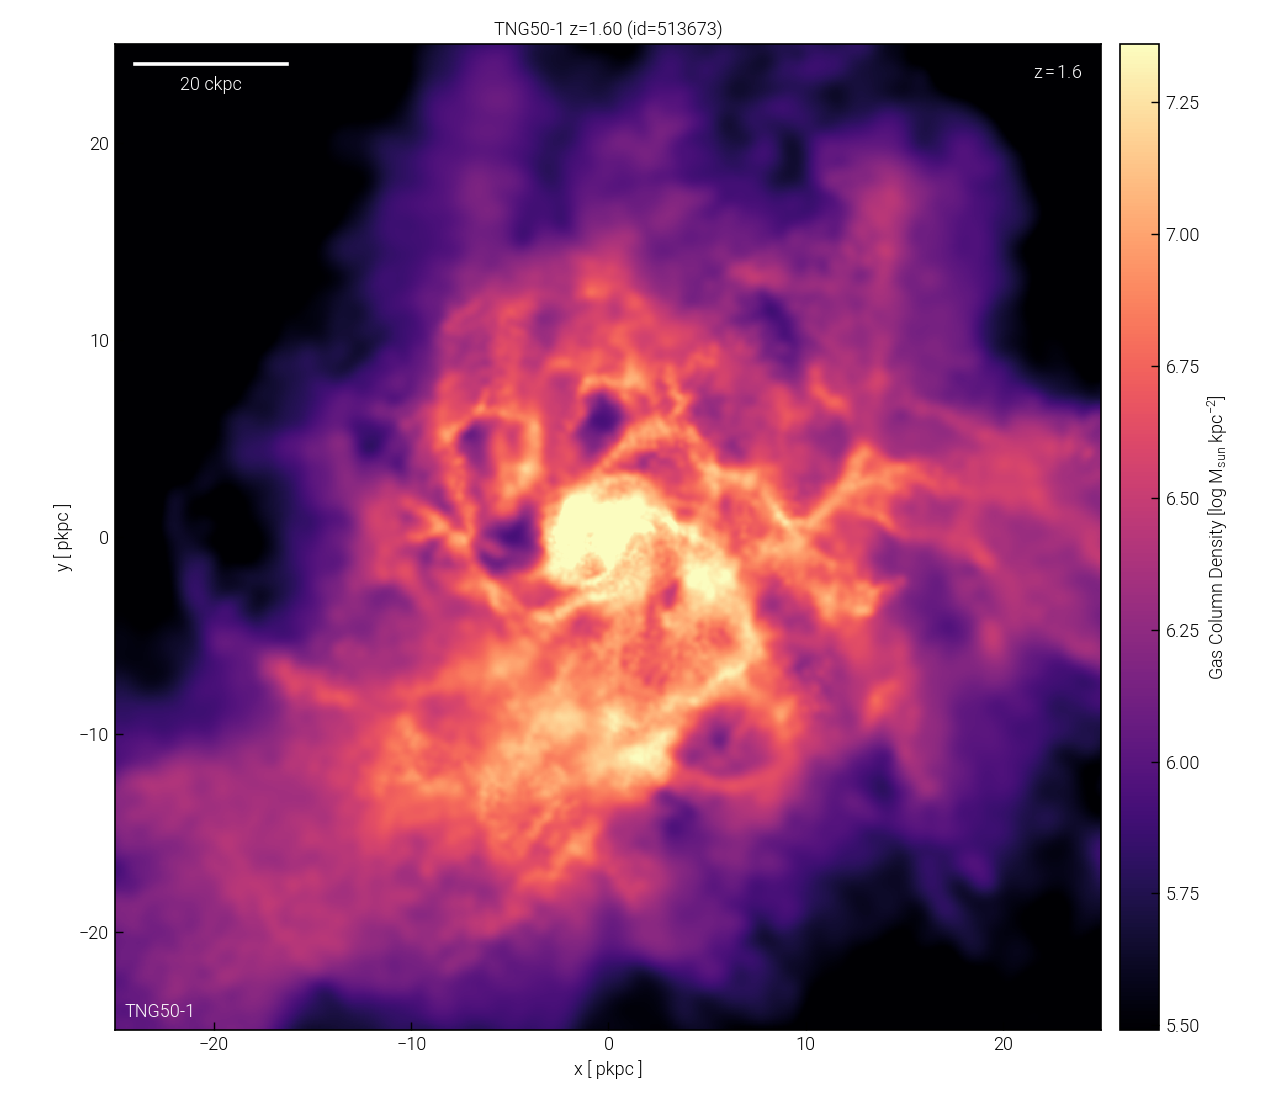 TNG50-1 z=1.60 (id=513673)
20 ckpc
z = 1.6
TNG50-1
20
10
0
−10
−20
y [ pkpc ]
−20
−10
0
10
20
x [ pkpc ]
7.25
7.00
6.75
6.50
6.25
6.00
5.75
5.50
Gas Column Density [log M_sun kpc⁻²]